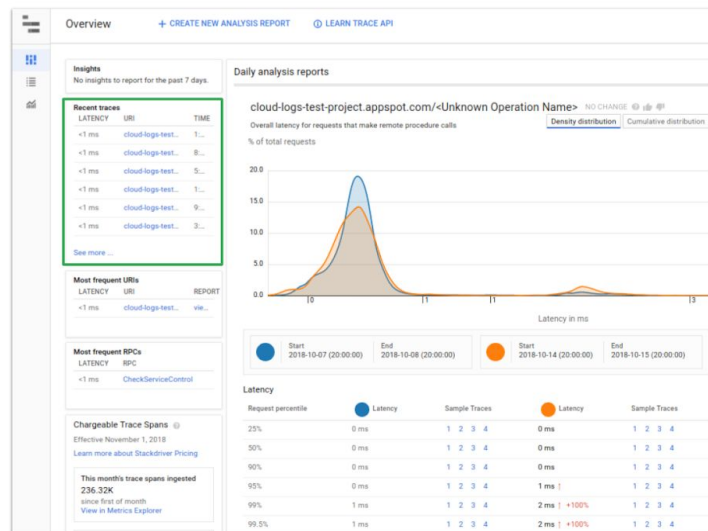 Overview
+ CREATE NEW ANALYSIS REPORT
LEARN TRACE API
Insights
No insights to report for the past 7 days.
Recent traces
LATENCY URI TIME
<1 ms cloud-logs-test... 1:...
<1 ms cloud-logs-test... 8:...
<1 ms cloud-logs-test... 5:...
<1 ms cloud-logs-test... 1:...
<1 ms cloud-logs-test... 9:...
<1 ms cloud-logs-test... 3:...
See more ...
Most frequent URIs
LATENCY URI REPORT
<1 ms cloud-logs-test... vie...
Most frequent RPCs
LATENCY RPC
<1 ms CheckServiceControl
Chargeable Trace Spans
Effective November 1, 2018
Learn more about Stackdriver Pricing
This month's trace spans ingested
236.32K
since first of month
View in Metrics Explorer
Daily analysis reports
cloud-logs-test-project.appspot.com/<Unknown Operation Name> NO CHANGE
Overall latency for requests that make remote procedure calls
Density distribution Cumulative distribution
% of total requests
20.0
15.0
10.0
5.0
0.0
0 1 1 3
Latency in ms
Start End
2018-10-07 (20:00:00) 2018-10-08 (20:00:00)
Start End
2018-10-14 (20:00:00) 2018-10-15 (20:00:00)
Latency
Request percentile Latency Sample Traces Latency Sample Traces
25% 0 ms 1 2 3 4 0 ms 1 2 3 4
50% 0 ms 1 2 3 4 0 ms 1 2 3 4
90% 0 ms 1 2 3 4 0 ms 1 2 3 4
95% 0 ms 1 2 3 4 1 ms 1 2 3 4
99% 1 ms 1 2 3 4 2 ms +100% 1 2 3 4
99.5% 1 ms 1 2 3 4 2 ms +100% 1 2 3 4